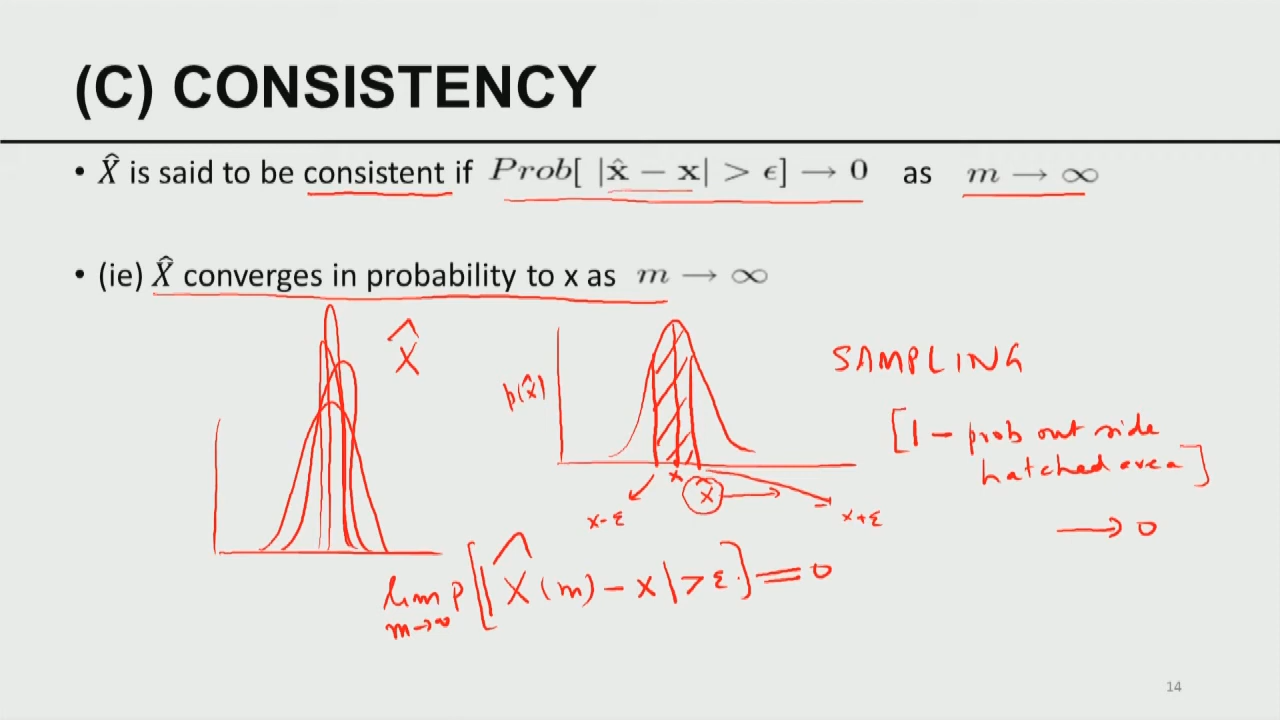 (C) CONSISTENCY
• X̂ is said to be consistent if Prob[ |x̂ − x| > ϵ] → 0 as m → ∞
• (ie) X̂ converges in probability to x as m → ∞
X̂
p(x̂)
x
x̂
x-ε
x+ε
SAMPLING
[1 - prob out side
hatched area]
→ 0
lim P[|X̂(m) - x| > ε] = 0
m→∞
14